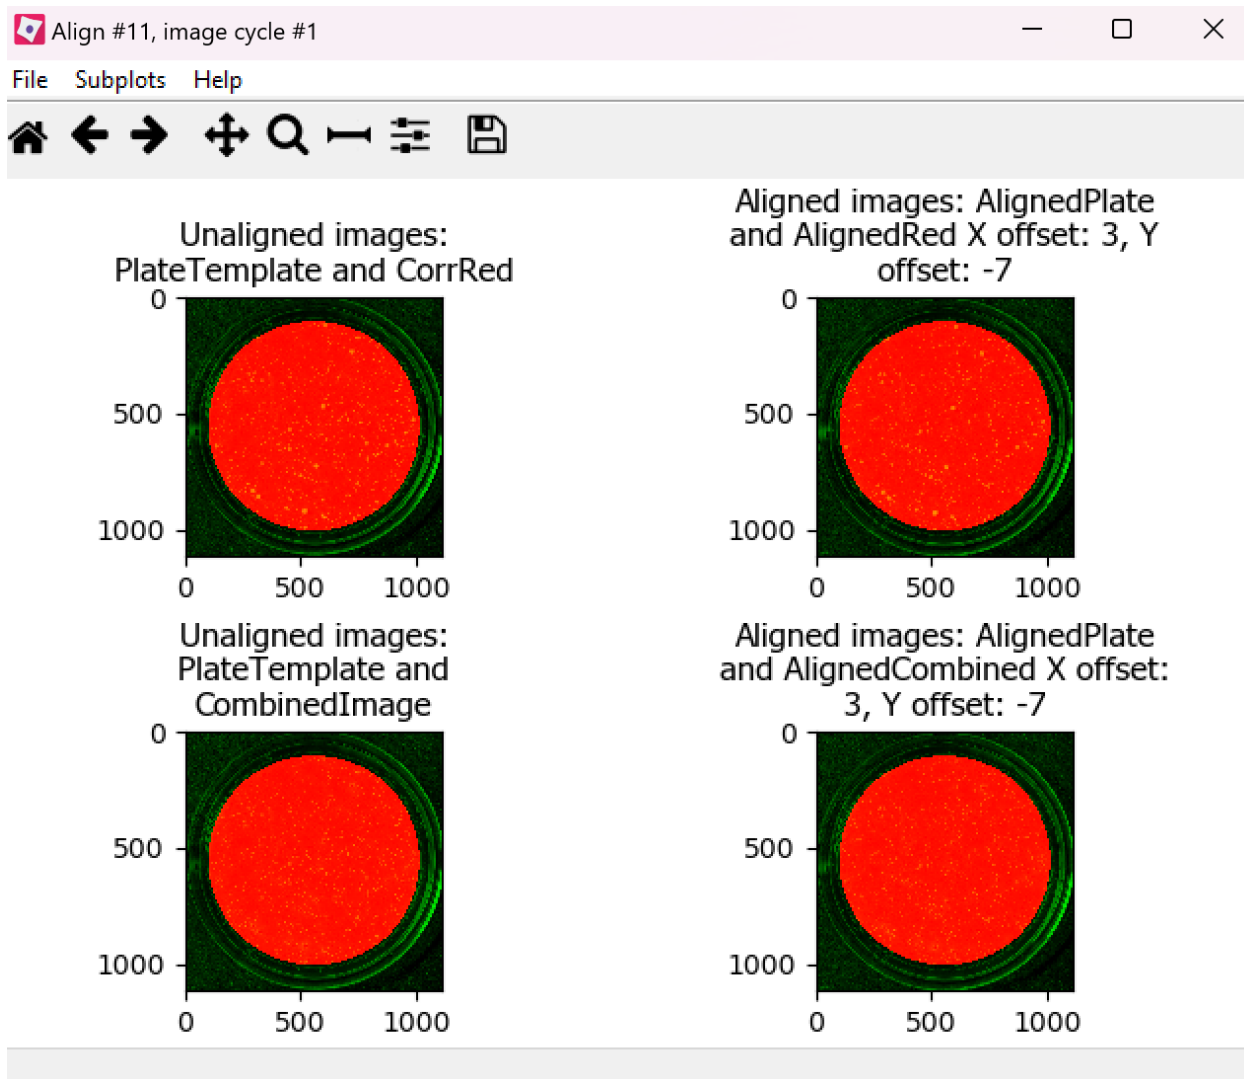 Align #11, image cycle #1
File Subplots Help
Unaligned images:
PlateTemplate and CorrRed
0
500
1000
0 500 1000
Aligned images: AlignedPlate
and AlignedRed X offset: 3, Y
offset: -7
0
500
1000
0 500 1000
Unaligned images:
PlateTemplate and
CombinedImage
0
500
1000
0 500 1000
Aligned images: AlignedPlate
and AlignedCombined X offset:
3, Y offset: -7
0
500
1000
0 500 1000